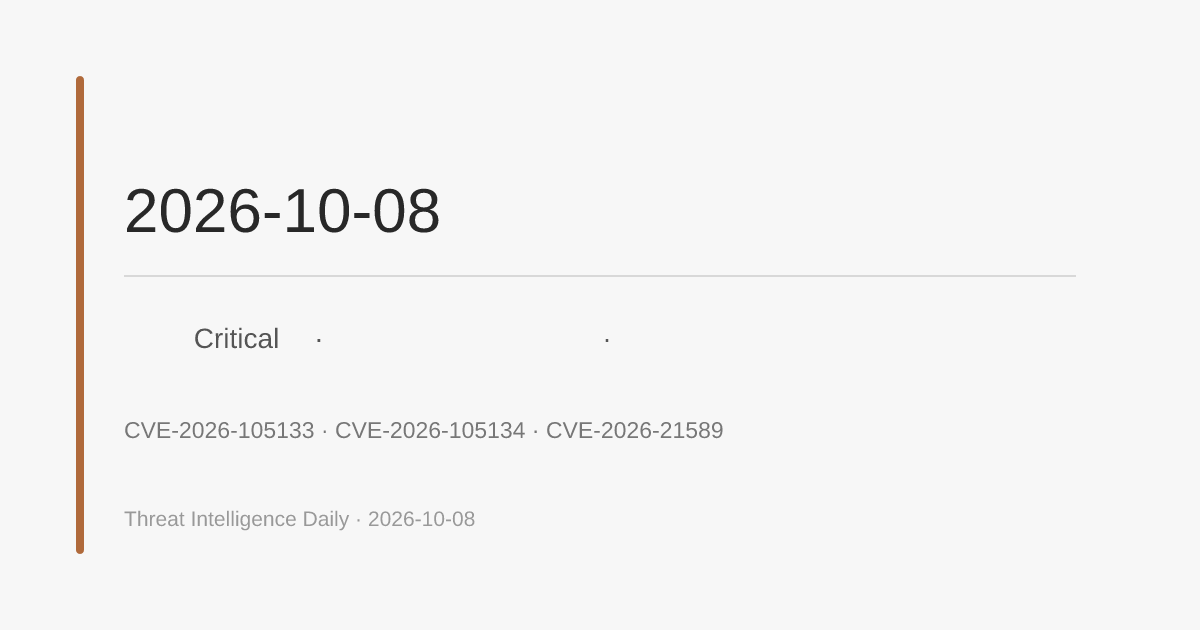 2026-10-08
Critical · ·
CVE-2026-105133 · CVE-2026-105134 · CVE-2026-21589
Threat Intelligence Daily · 2026-10-08